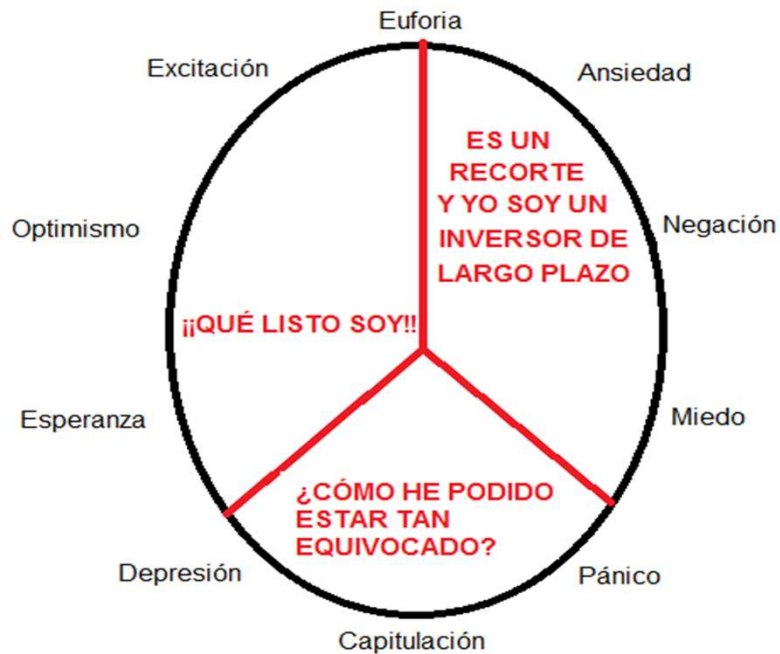 Euforia
Excitación
Ansiedad
ES UN
RECORTE
Y YO SOY UN
INVERSOR DE
LARGO PLAZO
Optimismo
Negación
¡¡QUÉ LISTO SOY!!
Esperanza
Miedo
¿CÓMO HE PODIDO
ESTAR TAN
EQUIVOCADO?
Depresión
Pánico
Capitulación